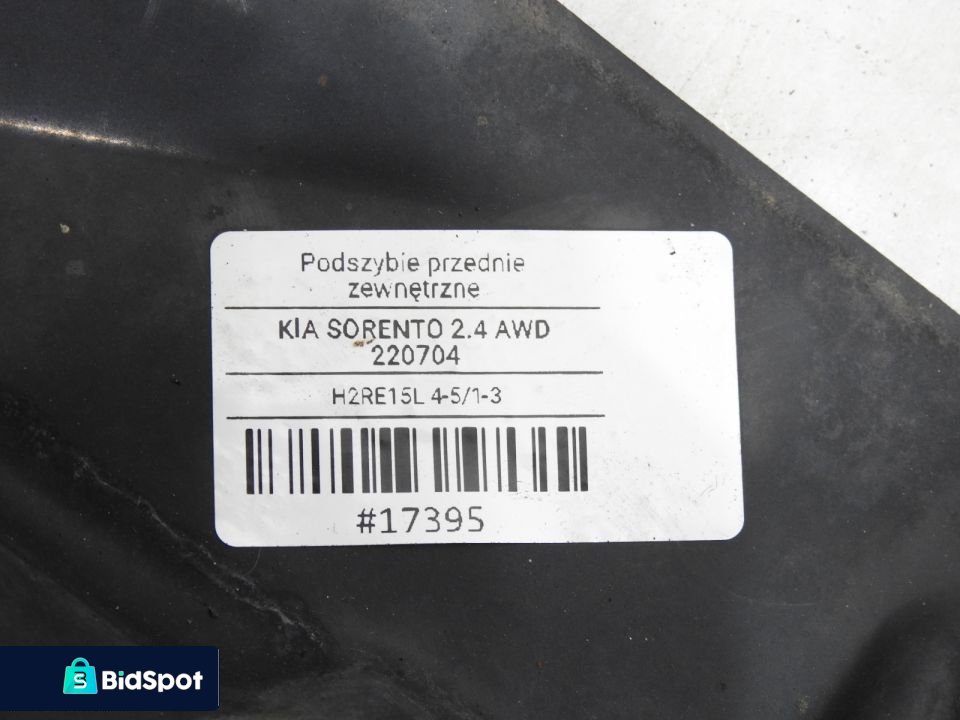 Podszybie przednie
zewnętrzne
KIA SORENTO 2.4 AWD
220704
H2RE15L 4-5/1-3
#17395
BidSpot